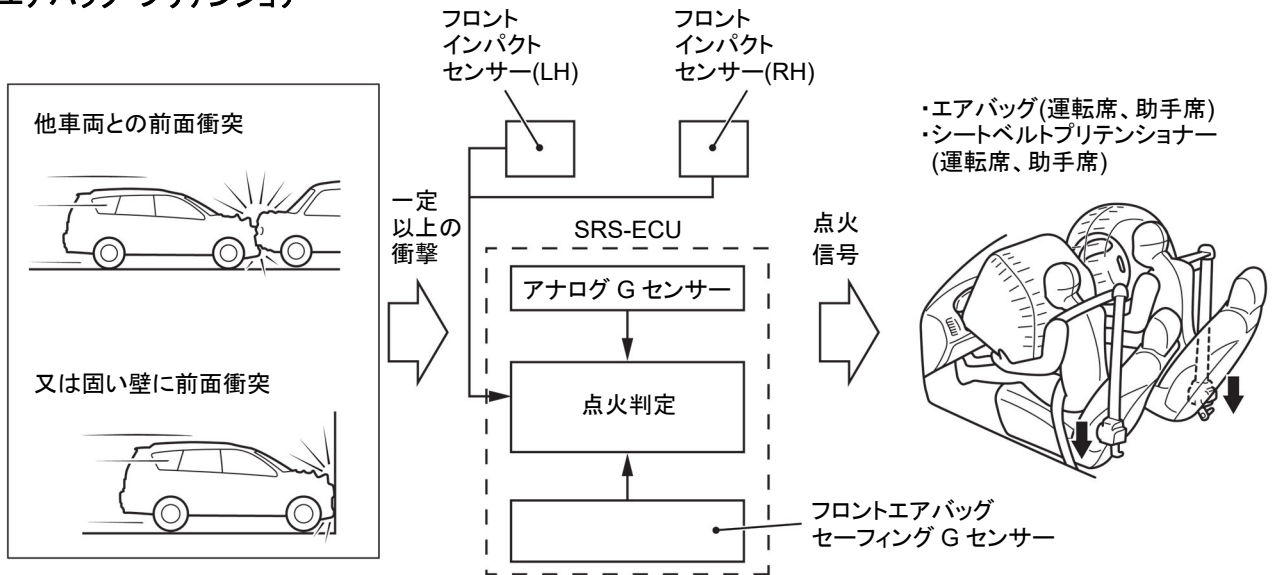 エアバッグ・プリテンショナー
他車両との前面衝突
又は固い壁に前面衝突
一定
以上の
衝撃
フロント
インパクト
センサー(LH)
フロント
インパクト
センサー(RH)
SRS-ECU
アナログ G センサー
点火判定
フロントエアバッグ
セーフィング G センサー
点火
信号
・エアバッグ(運転席、助手席)
・シートベルトプリテンショナー
(運転席、助手席)